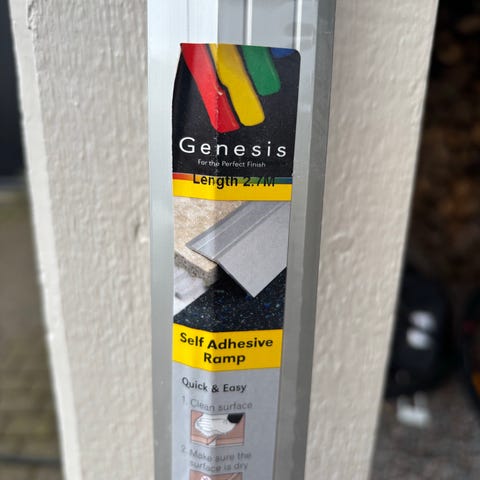 Genesis
For the Perfect Finish
Length 2.7M
Self Adhesive
Ramp
Quick & Easy
1. Clean surface
2. Make sure the
surface is dry